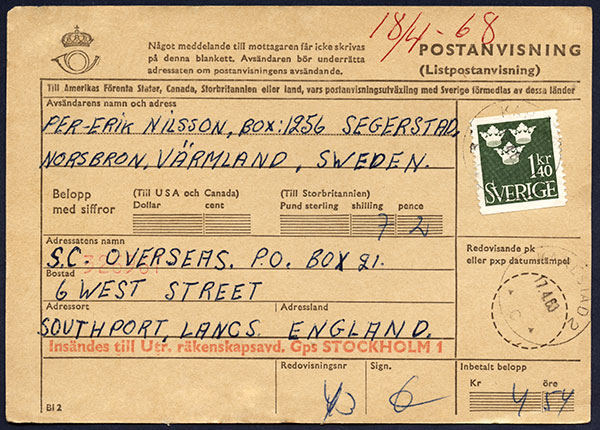 18/4-68
Något meddelande till mottagaren får icke skrivas
på denna blankett. Avsändaren bör underrätta
adressaten om postanvisningens avsändande.
POSTANVISNING
(Listpostanvisning)
Till Amerikas Förenta Stater, Canada, Storbritannien eller land, vars postanvisningsutväxling med Sverige förmedlas av dessa länder
Avsändarens namn och adress
PER-ERIK NILSSON, BOX:1256 SEGERSTAD,
NORSBRON, VÄRMLAND, SWEDEN.
1 kr
40
SVERIGE
Belopp
med siffror
(Till USA och Canada)
Dollar cent
(Till Storbritannien)
Pund sterling shilling pence
7 2
Adressatens namn
S.C. OVERSEAS. P.O. BOX 21.
Bostad
6 WEST STREET
Adressort Adressland
SOUTHPORT, LANCS. ENGLAND.
Insändes till Utr. räkenskapsavd. Gps STOCKHOLM 1
Redovisande pk
eller pxp datumstämpel
17.4.68
Redovisningsnr Sign.
Inbetalt belopp
Kr öre
4 54
Bl 2